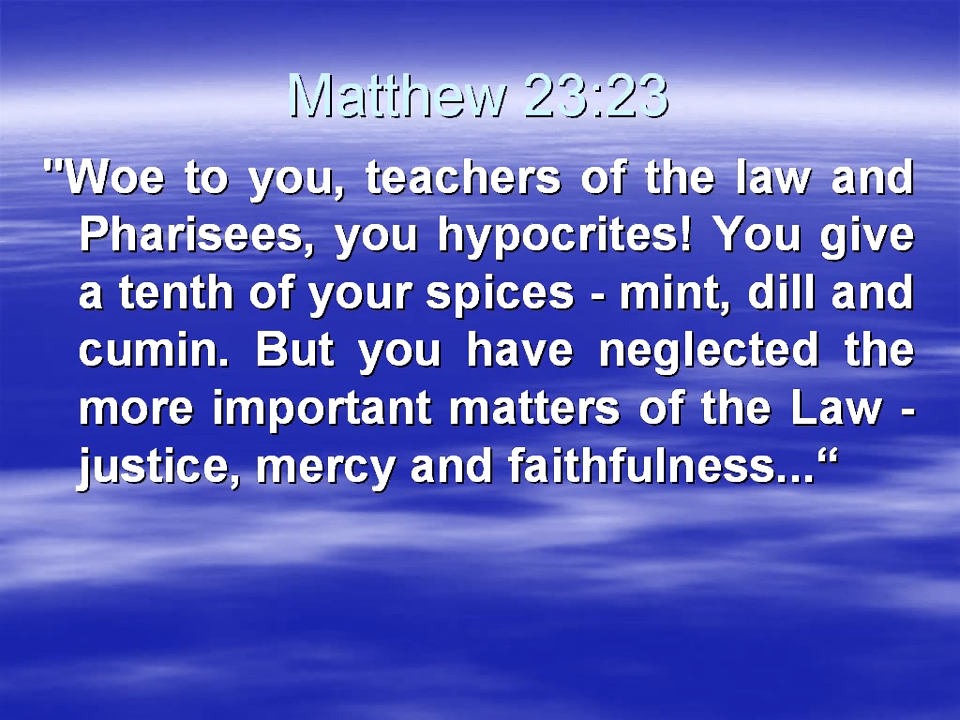 Matthew 23:23
"Woe to you, teachers of the law and
Pharisees, you hypocrites! You give
a tenth of your spices - mint, dill and
cumin. But you have neglected the
more important matters of the Law -
justice, mercy and faithfulness...“